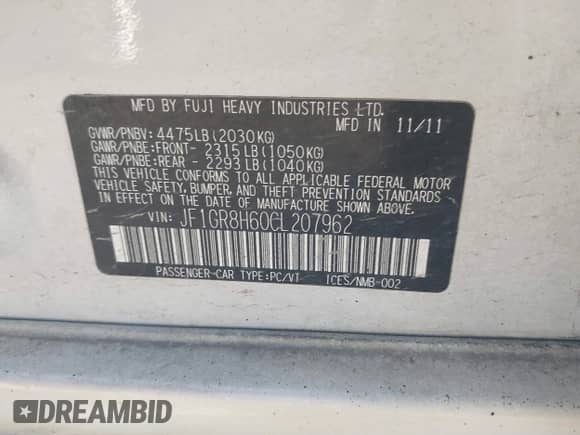 MFD BY FUJI HEAVY INDUSTRIES LTD.
MFD IN 11/11
GVWR/PNBV: 4475LB(2030KG)
GAWR/PNBE:FRONT- 2315LB(1050KG)
GAWR/PNBE:REAR - 2293LB(1040KG)
THIS VEHICLE CONFORMS TO ALL APPLICABLE FEDERAL MOTOR
VEHICLE SAFETY, BUMPER, AND THEFT PREVENTION STANDARDS
IN EFFECT ON THE DATE OF MANUFACTURE SHOWN ABOVE.
VIN: JF1GR8H60CL207962
PASSENGER-CAR TYPE:PC/VT ICES/NMB-002
DREAMBID